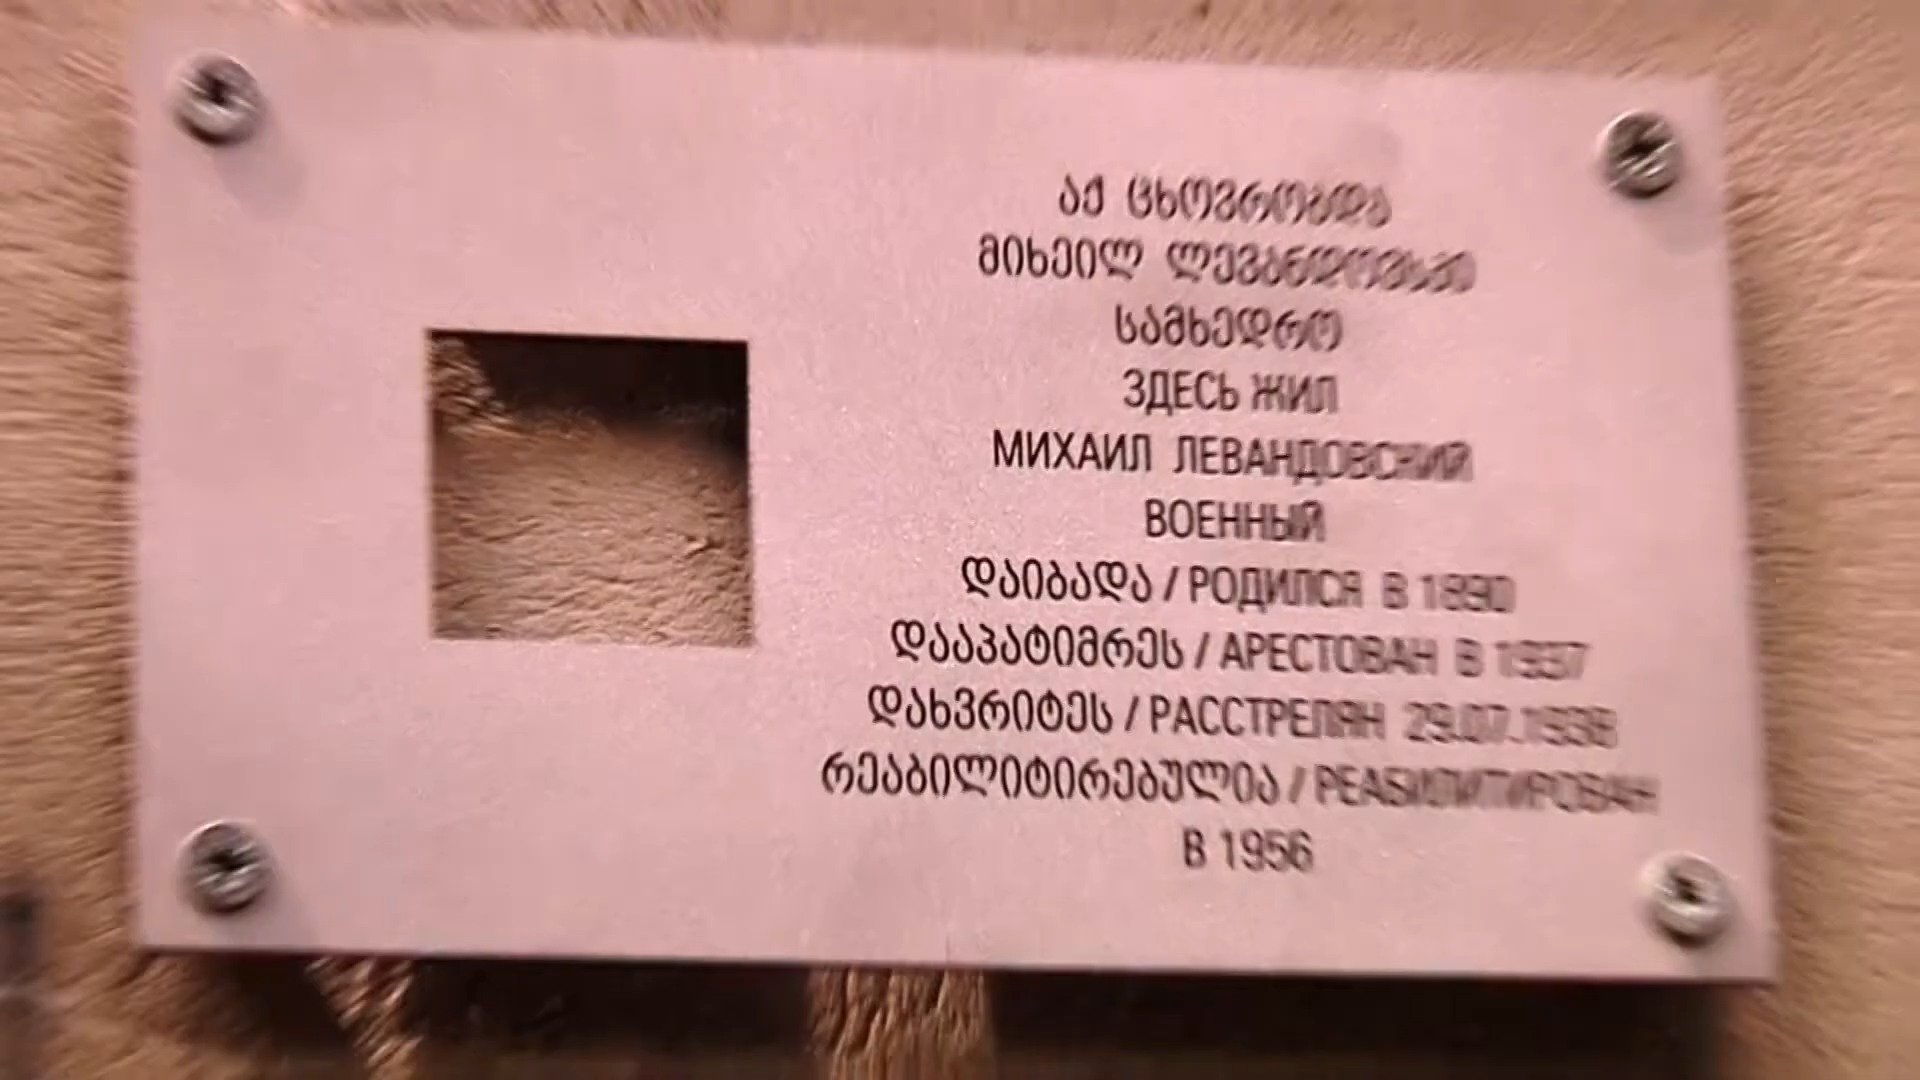 აქ ცხოვრობდა
მიხეილ ლევანდოვსკი
სამხედრო
ЗДЕСЬ ЖИЛ
МИХАИЛ ЛЕВАНДОВСКИЙ
ВОЕННЫЙ
დაიბადა / РОДИЛСЯ В 1890
დააპატიმრეს / АРЕСТОВАН В 1937
დახვრიტეს / РАССТРЕЛЯН 29.07.1938
რეაბილიტირებულია / РЕАБИЛИТИРОВАН
В 1956